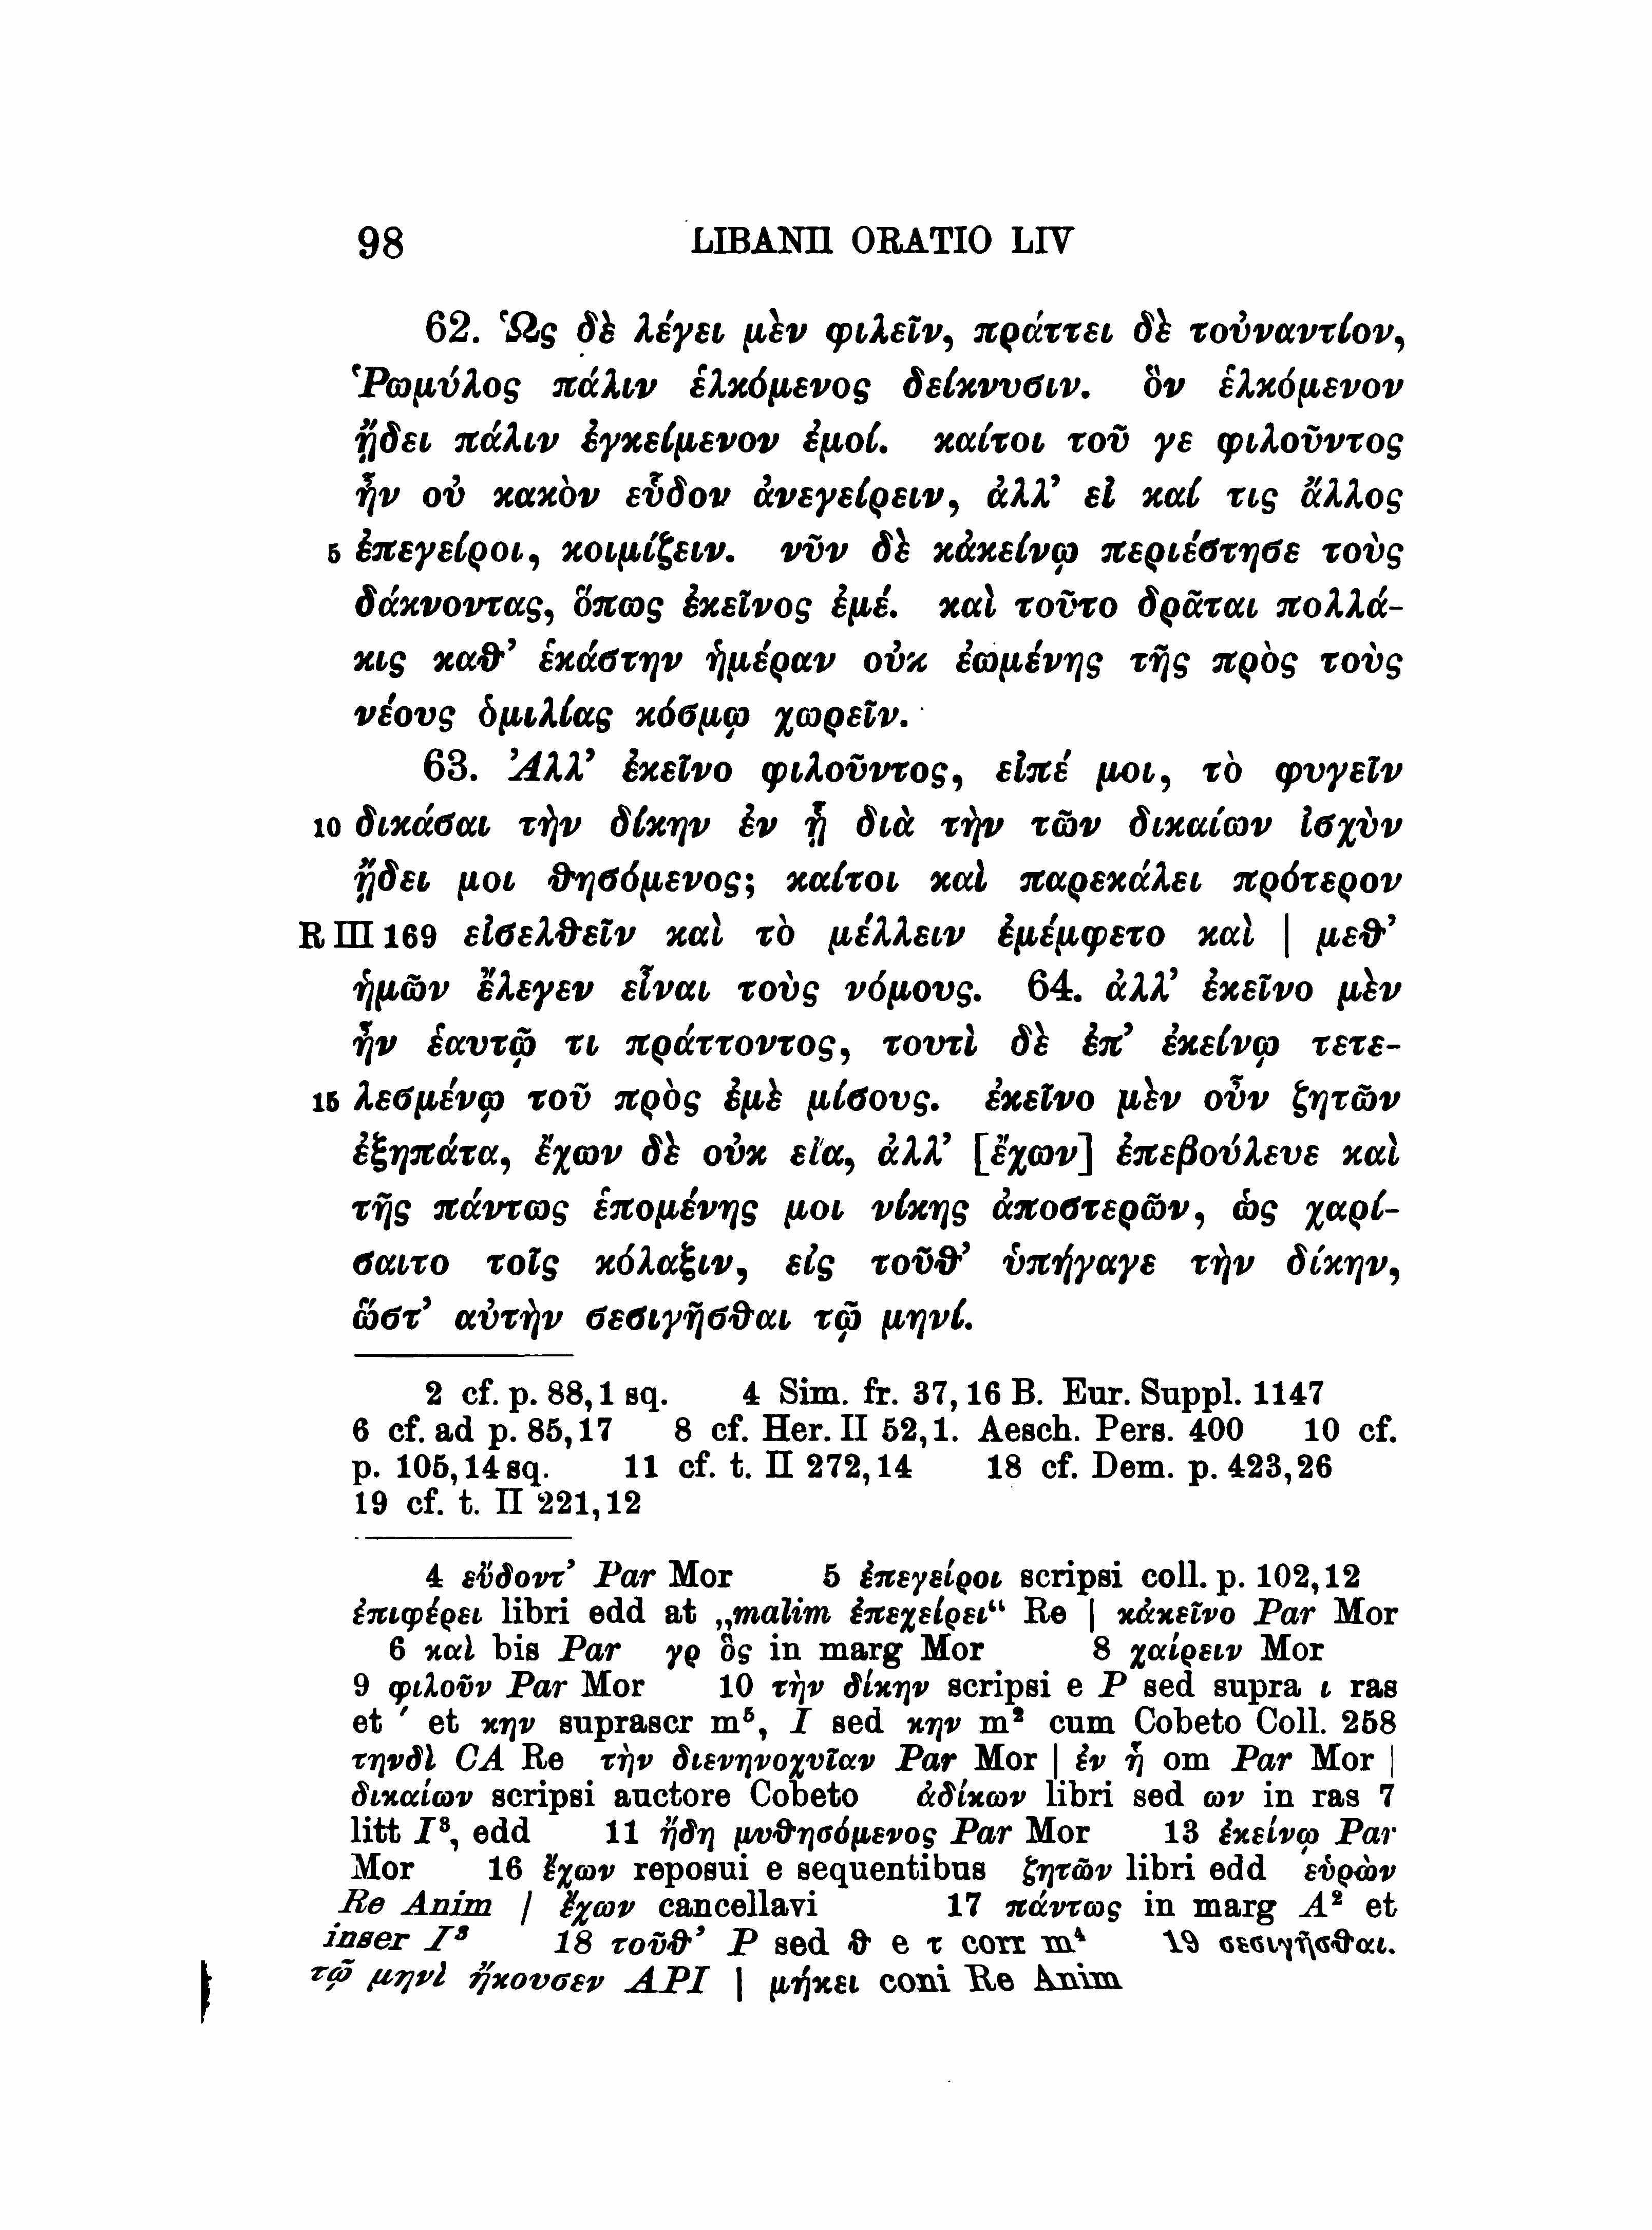 98 LIBANII ORATIO LIV
62. Ὡς δὲ λέγει μὲν φιλεῖν, πράττει δὲ τοὐναντίον,
Ῥωμύλος πάλιν ἑλκόμενος δείκνυσιν. ὃν ἑλκόμενον
ᾔδει πάλιν ἐγκείμενον ἐμοί. καίτοι τοῦ γε φιλοῦντος
ἦν οὐ κακὸν εὗδον ἀνεγείρειν, ἀλλ’ εἰ καί τις ἄλλος
5 ἐπεγείροι, κοιμίζειν. νῦν δὲ κἀκείνῳ περιέστησε τοὺς
δάκνοντας, ὅπως ἐκεῖνος ἐμέ. καὶ τοῦτο δρᾶται πολλά-
κις καθ’ ἑκάστην ἡμέραν οὐκ ἐωμένης τῆς πρὸς τοὺς
νέους ὁμιλίας κόσμῳ χωρεῖν.
63. Ἀλλ’ ἐκεῖνο φιλοῦντος, εἰπέ μοι, τὸ φυγεῖν
10 δικάσαι τὴν δίκην ἐν ᾗ διὰ τὴν τῶν δικαίων ἰσχὺν
ᾔδει μοι θησόμενος; καίτοι καὶ παρεκάλει πρότερον
R III 169 εἰσελθεῖν καὶ τὸ μέλλειν ἐμέμφετο καὶ | μεθ’
ἡμῶν ἔλεγεν εἶναι τοὺς νόμους. 64. ἀλλ’ ἐκεῖνο μὲν
ἦν ἑαυτῷ τι πράττοντος, τουτὶ δὲ ἐπ’ ἐκείνῳ τετε-
15 λεσμένῳ τοῦ πρὸς ἐμὲ μίσους. ἐκεῖνο μὲν οὖν ζητῶν
ἐξηπάτα, ἔχων δὲ οὐκ εἴα, ἀλλ’ [ἔχων] ἐπεβούλευε καὶ
τῆς πάντως ἑπομένης μοι νίκης ἀποστερῶν, ὡς χαρί-
σαιτο τοῖς κόλαξιν, εἰς τοῦθ’ ὑπήγαγε τὴν δίκην,
ὥστ’ αὐτὴν σεσιγῆσθαι τῷ μηνί.
2 cf. p. 88,1 sq. 4 Sim. fr. 37,16 B. Eur. Suppl. 1147
6 cf. ad p. 85,17 8 cf. Her. II 52,1. Aesch. Pers. 400 10 cf.
p. 105,14 sq. 11 cf. t. II 272,14 18 cf. Dem. p. 423,26
19 cf. t. II 221,12
4 εὕδοντ’ Par Mor 5 ἐπεγείροι scripsi coll. p. 102,12
ἐπιφέρει libri edd at „malim ἐπεχείρει“ Re | κἀκεῖνο Par Mor
6 καὶ bis Par γρ ὃς in marg Mor 8 χαίρειν Mor
9 φιλοῦν Par Mor 10 τὴν δίκην scripsi e P sed supra ι ras
et ´ et κην suprascr m⁵, I sed κην m² cum Cobeto Coll. 258
τηνδὶ CA Re τὴν διενηνοχυῖαν Par Mor | ἐν ᾗ om Par Mor |
δικαίων scripsi auctore Cobeto ἀδίκων libri sed ων in ras 7
litt I³, edd 11 ἤδη μυθησόμενος Par Mor 13 ἐκείνῳ Par
Mor 16 ἔχων reposui e sequentibus ζητῶν libri edd εὑρὼν
Re Anim | ἔχων cancellavi 17 πάντως in marg A² et
inser I³ 18 τοῦθ’ P sed θ e τ corr m⁴ 19 σεσιγῆσθαι.
τῷ μηνὶ ἤκουσεν API | μήκει coni Re Anim